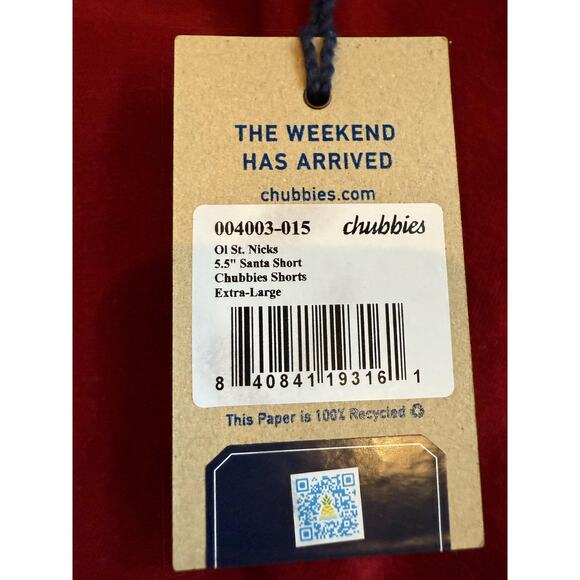 THE WEEKEND
HAS ARRIVED
chubbies.com
004003-015 chubbies
Ol St. Nicks
5.5" Santa Short
Chubbies Shorts
Extra-Large
8 40841 19316 1
This Paper is 100% Recycled